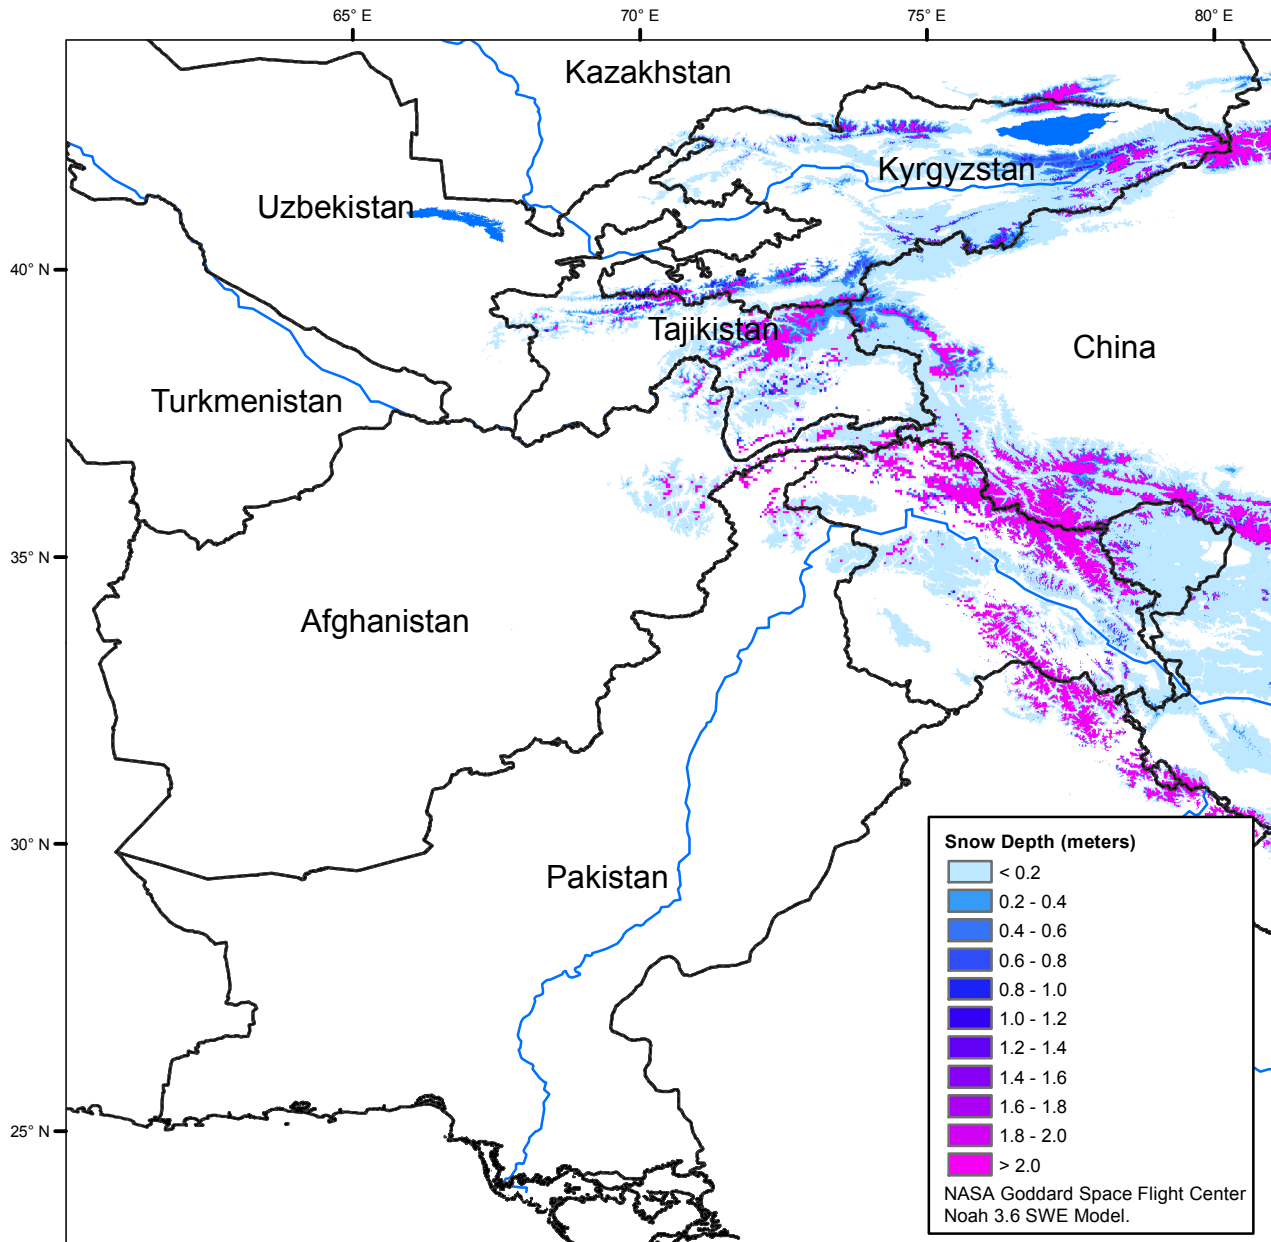 65° E
70° E
75° E
80° E
Kazakhstan
Kyrgyzstan
Uzbekistan
40° N
Tajikistan
China
Turkmenistan
35° N
Afghanistan
30° N
Pakistan
25° N
Snow Depth (meters)
< 0.2
0.2 - 0.4
0.4 - 0.6
0.6 - 0.8
0.8 - 1.0
1.0 - 1.2
1.2 - 1.4
1.4 - 1.6
1.6 - 1.8
1.8 - 2.0
> 2.0
NASA Goddard Space Flight Center
Noah 3.6 SWE Model.